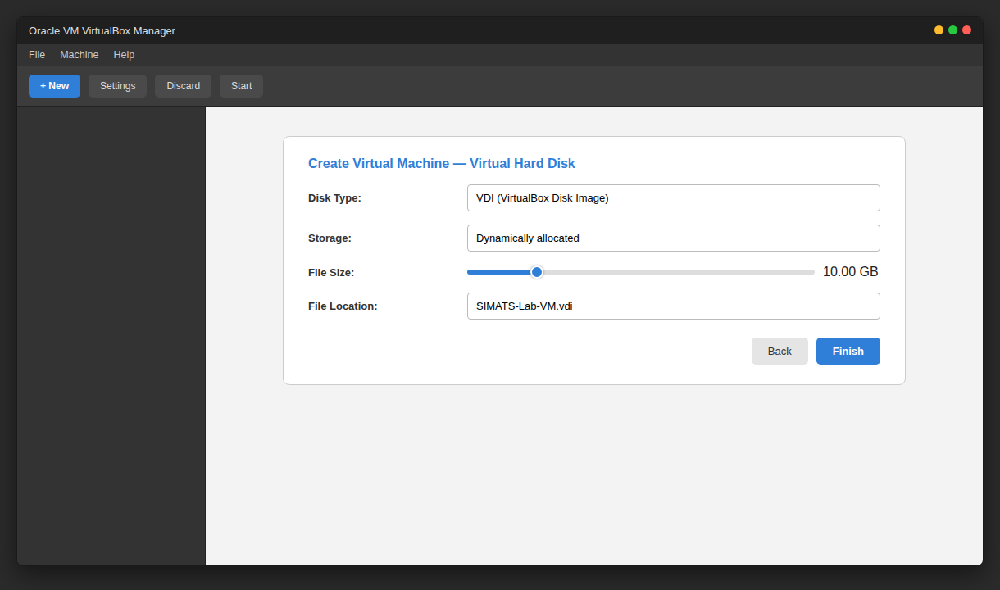 Oracle VM VirtualBox Manager
File Machine Help
+ New Settings Discard Start
Create Virtual Machine — Virtual Hard Disk
Disk Type: VDI (VirtualBox Disk Image)
Storage: Dynamically allocated
File Size: 10.00 GB
File Location: SIMATS-Lab-VM.vdi
Back Finish